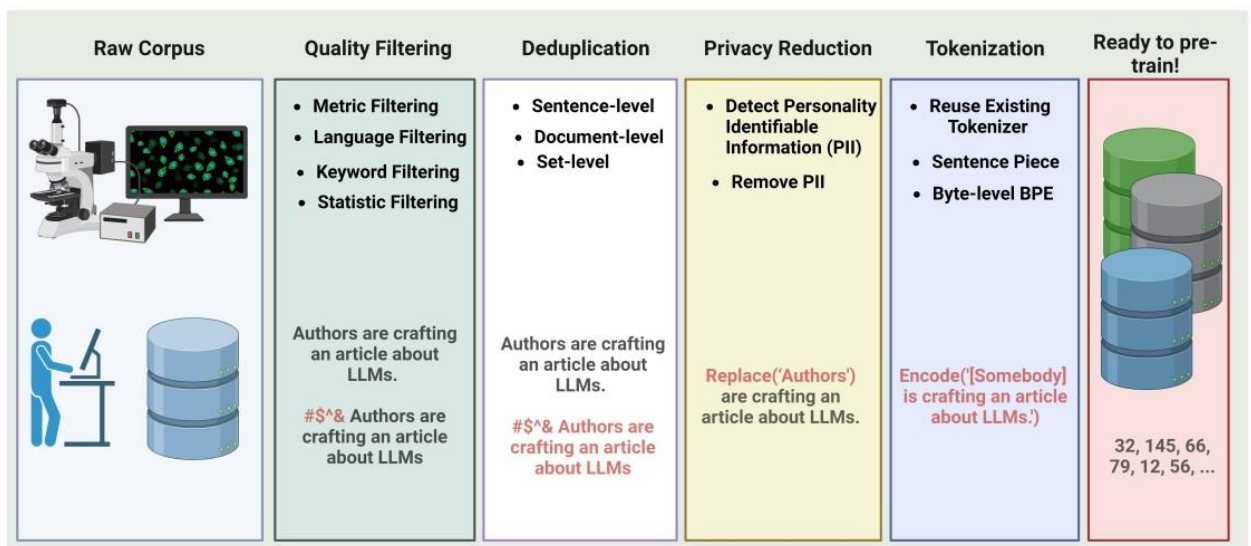 Raw Corpus
Quality Filtering
• Metric Filtering
• Language Filtering
• Keyword Filtering
• Statistic Filtering
Authors are crafting
an article about
LLMs.
#$^& Authors are
crafting an article
about LLMs
Deduplication
• Sentence-level
• Document-level
• Set-level
Authors are crafting
an article about
LLMs.
#$^& Authors are
crafting an article
about LLMs
Privacy Reduction
• Detect Personality
Identifiable
Information (PII)
• Remove PII
Replace('Authors')
are crafting an
article about LLMs.
Tokenization
• Reuse Existing
Tokenizer
• Sentence Piece
• Byte-level BPE
Encode('[Somebody]
is crafting an article
about LLMs.')
Ready to pre-
train!
32, 145, 66,
79, 12, 56, ...